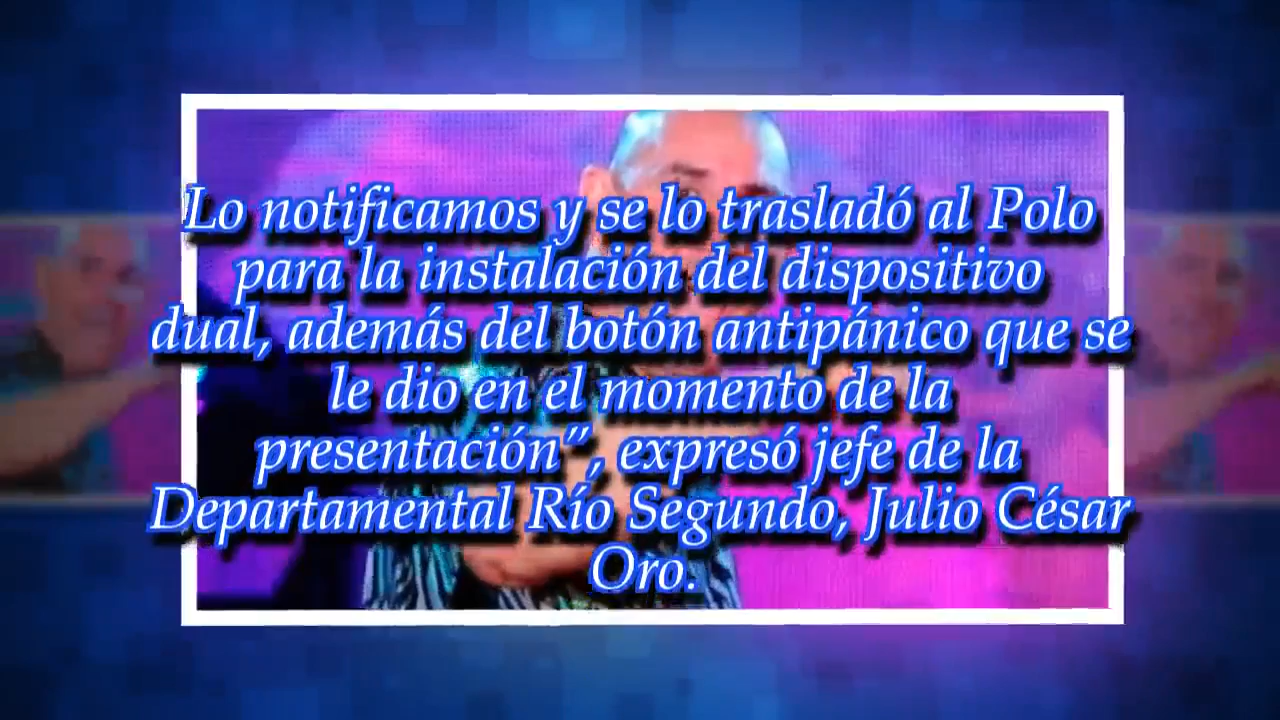 Lo notificamos y se lo trasladó al Polo
para la instalación del dispositivo
dual, además del botón antipánico que se
le dio en el momento de la
presentación”, expresó jefe de la
Departamental Río Segundo, Julio César
Oro.